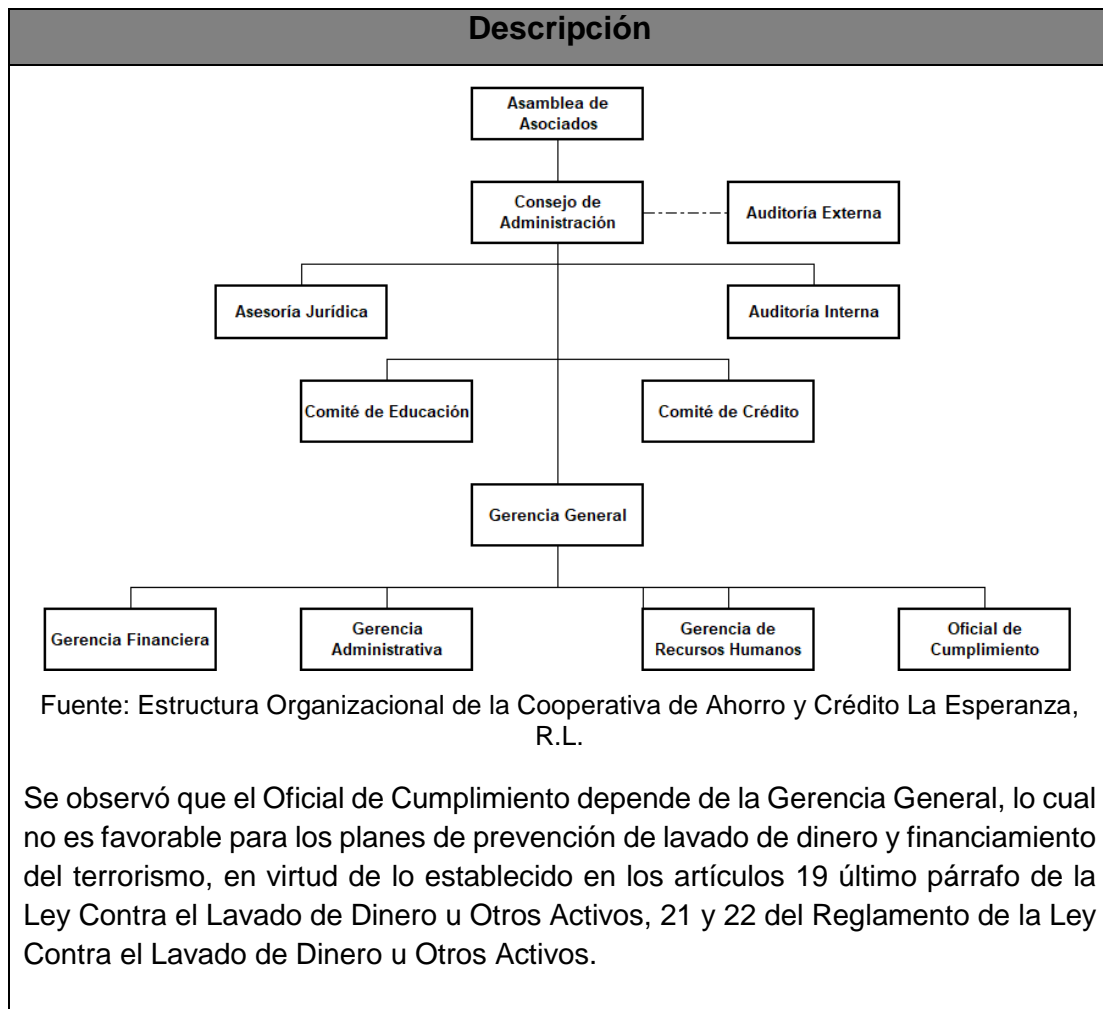 Descripción
Asamblea de
Asociados
Consejo de
Administración
Auditoría Externa
Asesoría Jurídica
Auditoría Interna
Comité de Educación
Comité de Crédito
Gerencia General
Gerencia Financiera
Gerencia
Administrativa
Gerencia de
Recursos Humanos
Oficial de
Cumplimiento
Fuente: Estructura Organizacional de la Cooperativa de Ahorro y Crédito La Esperanza,
R.L.
Se observó que el Oficial de Cumplimiento depende de la Gerencia General, lo cual
no es favorable para los planes de prevención de lavado de dinero y financiamiento
del terrorismo, en virtud de lo establecido en los artículos 19 último párrafo de la
Ley Contra el Lavado de Dinero u Otros Activos, 21 y 22 del Reglamento de la Ley
Contra el Lavado de Dinero u Otros Activos.